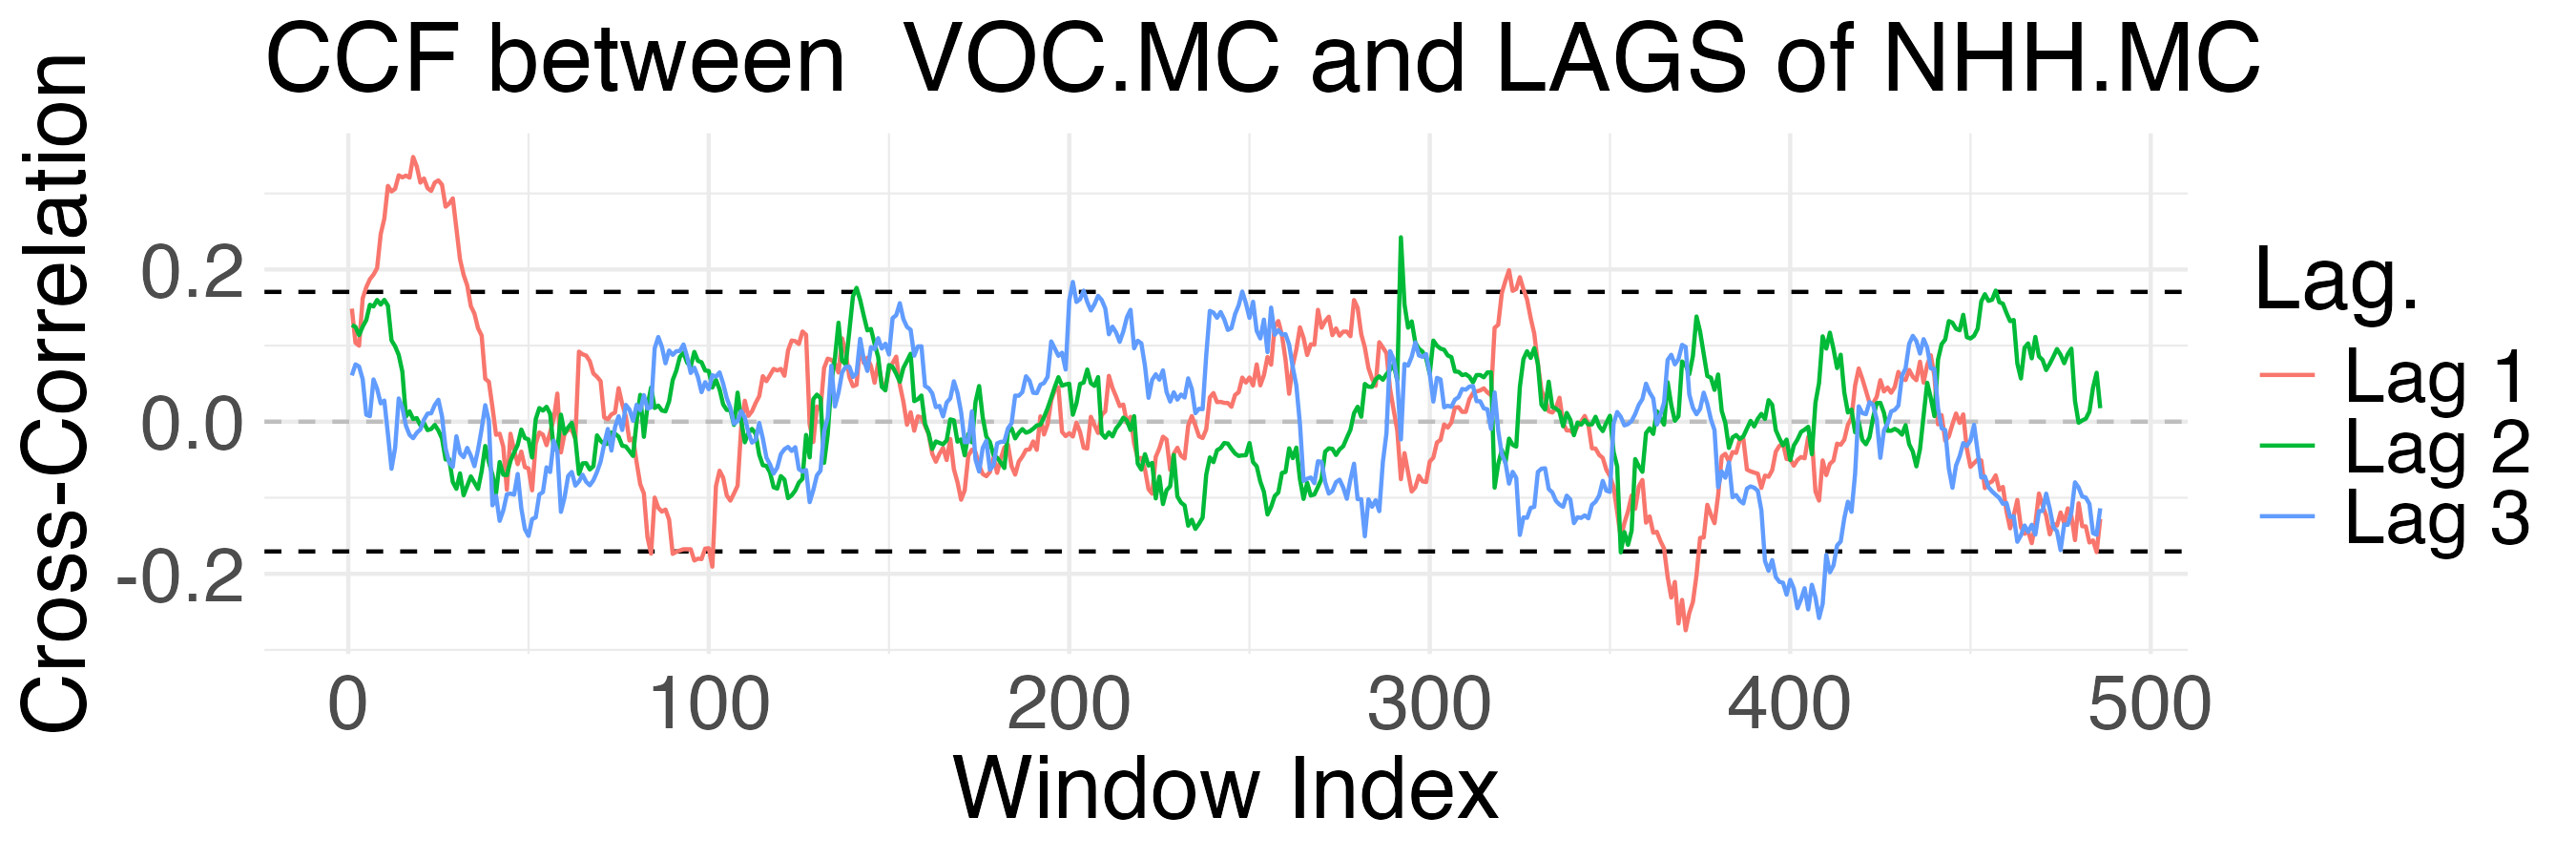 CCF between  VOC.MC and LAGS of NHH.MC
Cross-Correlation
0.2
0.0
-0.2
0 100 200 300 400 500
Window Index
Lag.
Lag 1
Lag 2
Lag 3